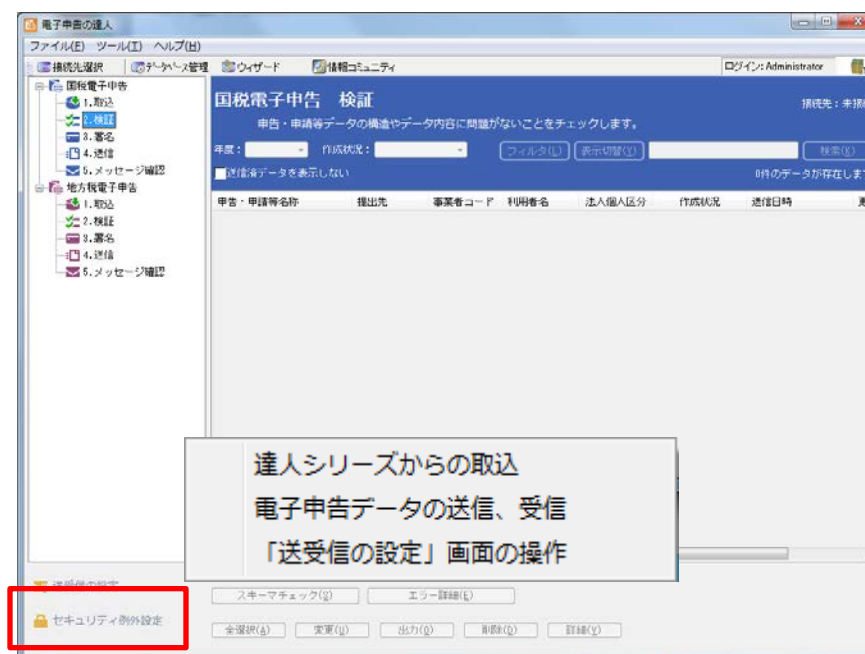 電子申告の達人
ファイル(F) ツール(I) ヘルプ(H)
接続先選択 データベース管理 ウィザード 情報コミュニティ ログイン: Administrator
国税電子申告
1.取込
2.検証
3.署名
4.送信
5.メッセージ確認
地方税電子申告
1.取込
2.検証
3.署名
4.送信
5.メッセージ確認
国税電子申告 検証
接続先：未接
申告・申請等データの構造やデータ内容に問題がないことをチェックします。
年度： 作成状況： フィルタ(L) 表示切替(Y) 検索(K)
送信済データを表示しない
0件のデータが存在しま
申告・申請等名称 提出先 事業者コード 利用者名 法人個人区分 作成状況 送信日時 更
達人シリーズからの取込
電子申告データの送信、受信
「送受信の設定」画面の操作
送受信の設定
セキュリティ例外設定
スキーマチェック(S) エラー詳細(E)
全選択(A) 変更(U) 出力(O) 削除(D) 詳細(V)